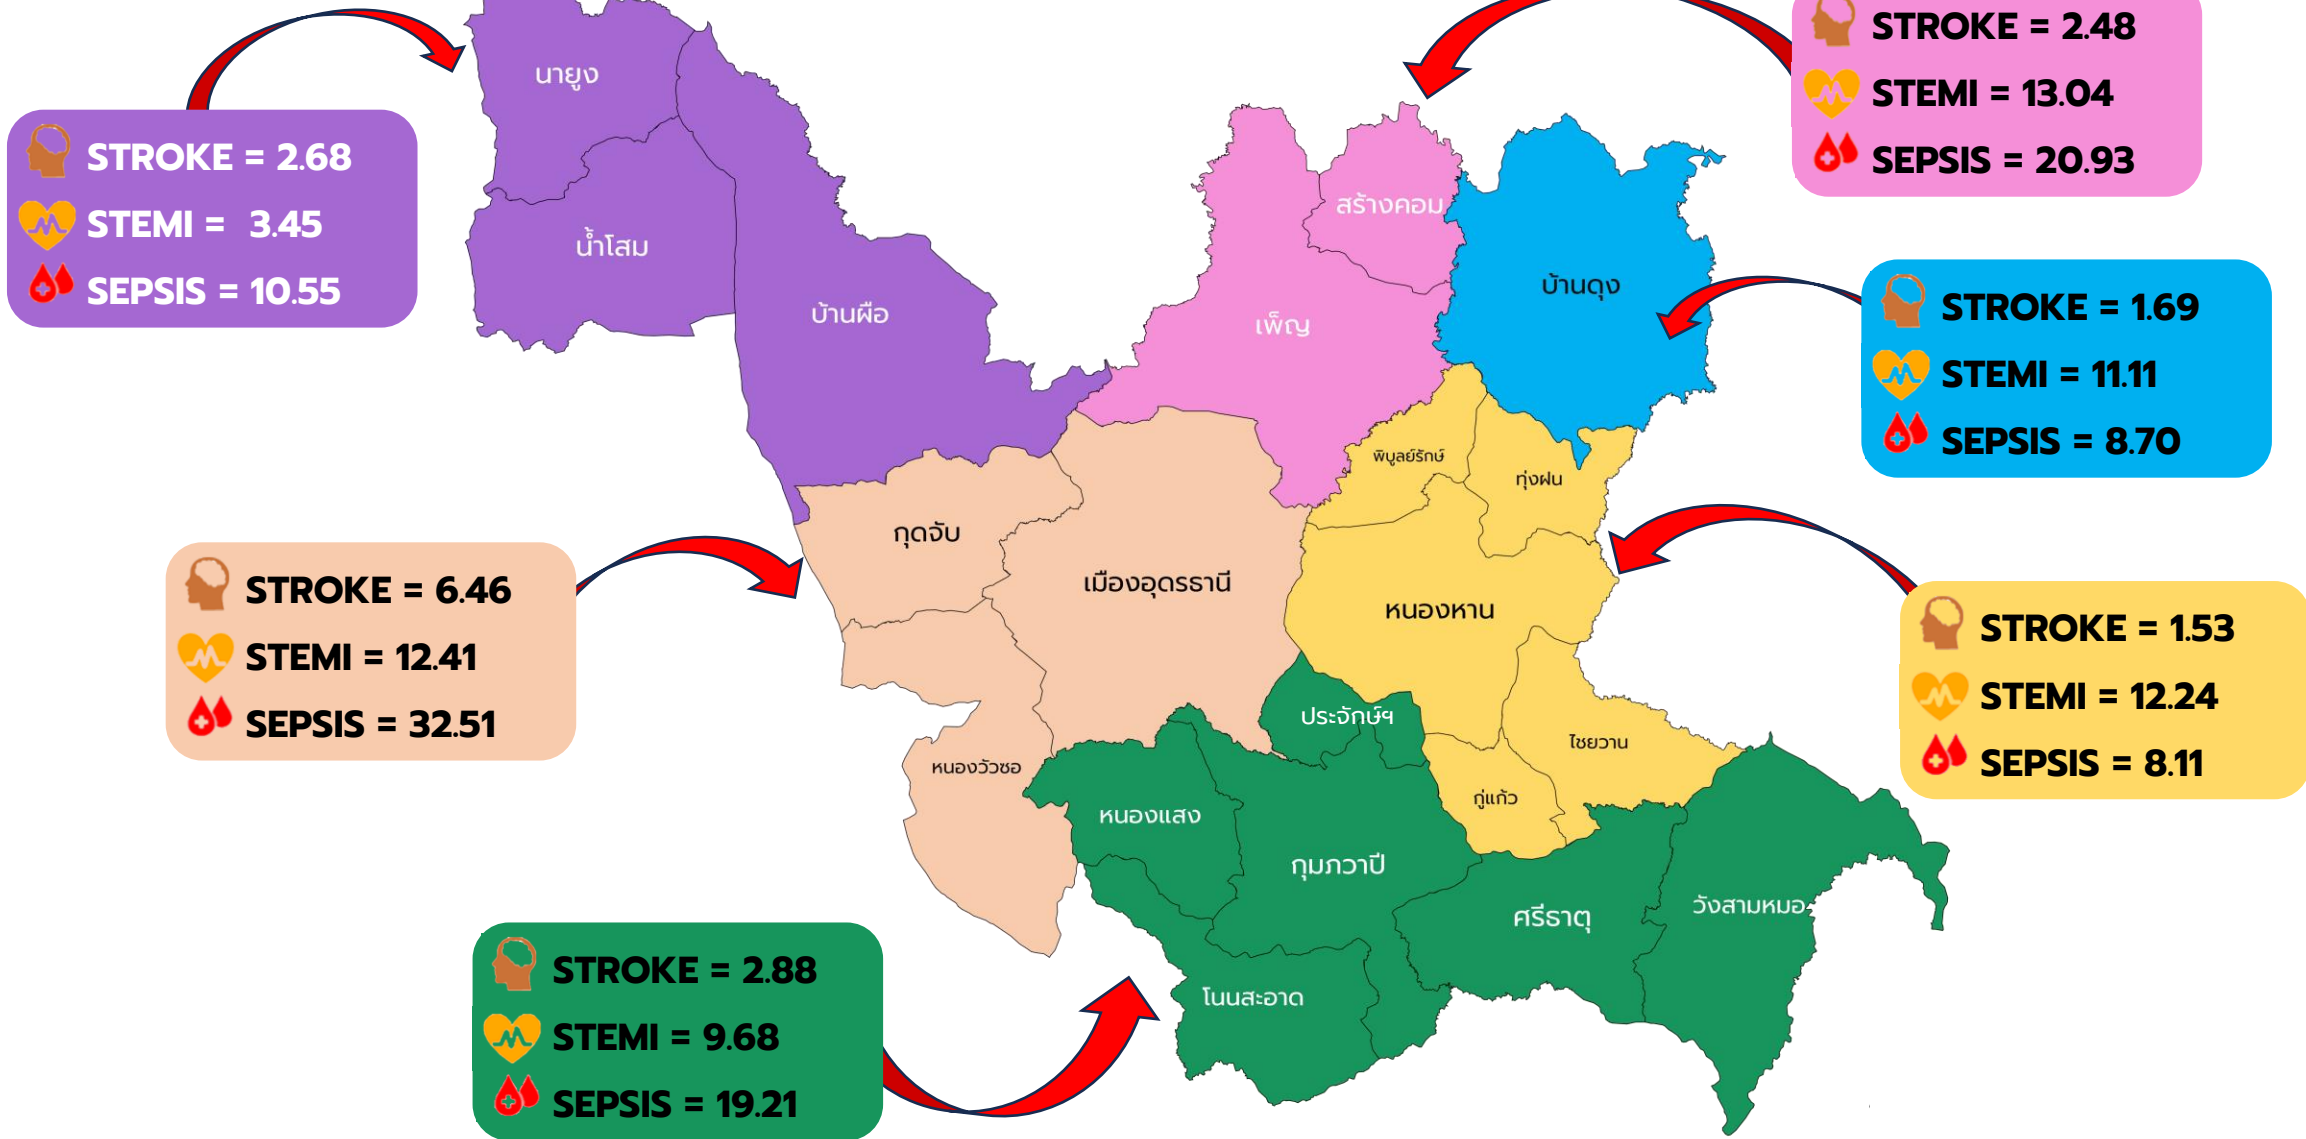 STROKE = 2.68
STEMI = 3.45
SEPSIS = 10.55
STROKE = 2.48
STEMI = 13.04
SEPSIS = 20.93
STROKE = 1.69
STEMI = 11.11
SEPSIS = 8.70
STROKE = 6.46
STEMI = 12.41
SEPSIS = 32.51
STROKE = 1.53
STEMI = 12.24
SEPSIS = 8.11
STROKE = 2.88
STEMI = 9.68
SEPSIS = 19.21
นายูง
น้ำโสม
บ้านผือ
สร้างคอม
เพ็ญ
บ้านดุง
พิบูลย์รักษ์
ทุ่งฝน
กุดจับ
เมืองอุดรธานี
หนองหาน
ประจักษ์ฯ
ไชยวาน
หนองวัวซอ
กู่แก้ว
หนองแสง
กุมภวาปี
ศรีธาตุ
วังสามหมอ
โนนสะอาด